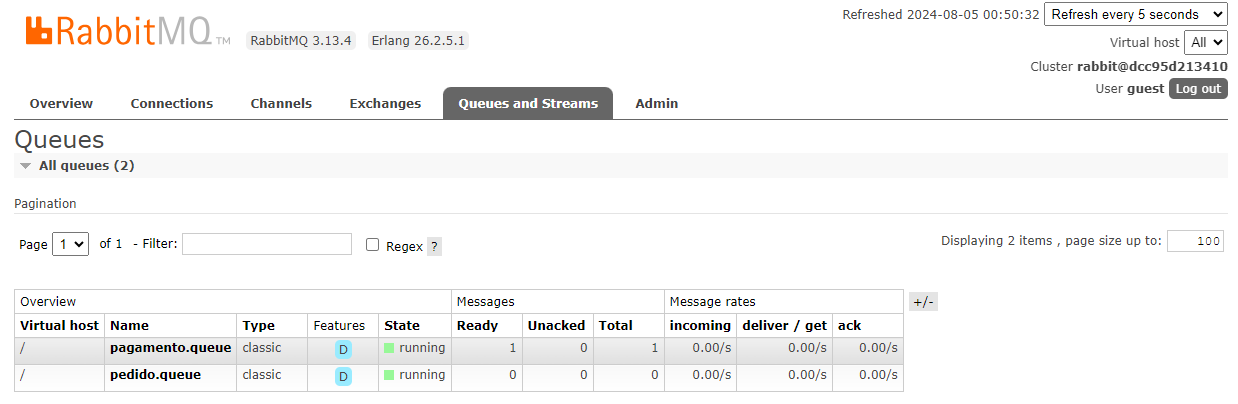 Refreshed 2024-08-05 00:50:32 Refresh every 5 seconds
RabbitMQ TM RabbitMQ 3.13.4 Erlang 26.2.5.1
Virtual host All
Cluster rabbit@dcc95d213410
User guest Log out
Overview Connections Channels Exchanges Queues and Streams Admin
Queues
All queues (2)
Pagination
Page 1 of 1 - Filter: Regex ? Displaying 2 items , page size up to: 100
Overview Messages Message rates +/-
Virtual host Name Type Features State Ready Unacked Total incoming deliver / get ack
/ pagamento.queue classic D running 1 0 1 0.00/s 0.00/s 0.00/s
/ pedido.queue classic D running 0 0 0 0.00/s 0.00/s 0.00/s